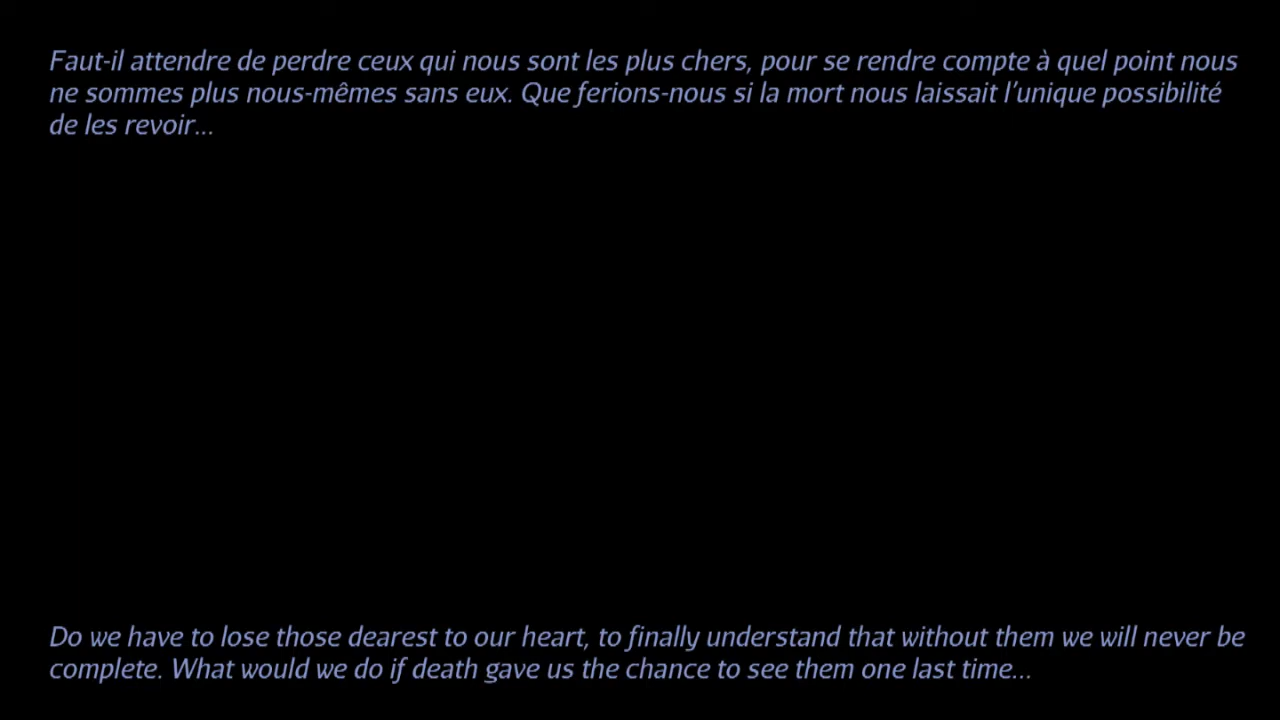 Faut-il attendre de perdre ceux qui nous sont les plus chers, pour se rendre compte à quel point nous
ne sommes plus nous-mêmes sans eux. Que ferions-nous si la mort nous laissait l'unique possibilité
de les revoir...
Do we have to lose those dearest to our heart, to finally understand that without them we will never be
complete. What would we do if death gave us the chance to see them one last time...